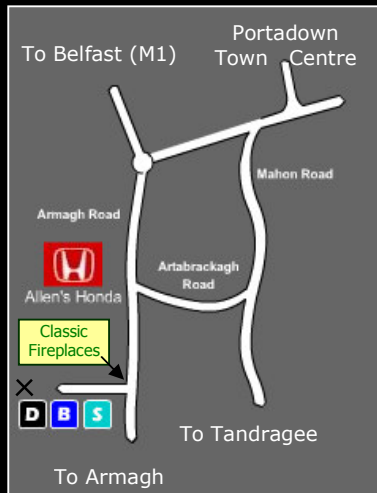 Portadown
To Belfast (M1)
Town Centre
Mahon Road
Armagh Road
Artabrackagh
Road
Allen's Honda
Classic
Fireplaces
D B S
To Tandragee
To Armagh